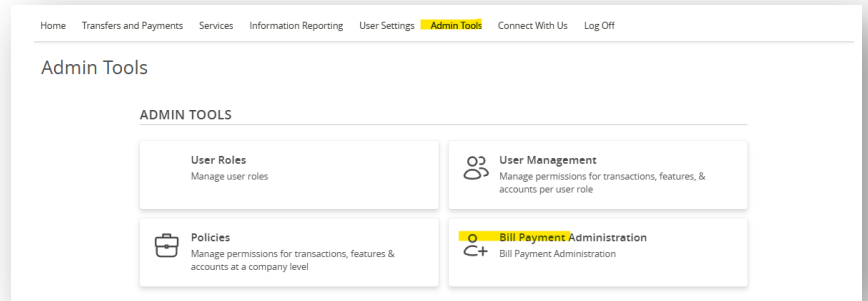 Home Transfers and Payments Services Information Reporting User Settings Admin Tools Connect With Us Log Off
Admin Tools
ADMIN TOOLS
User Roles
Manage user roles
User Management
Manage permissions for transactions, features, &
accounts per user role
Policies
Manage permissions for transactions, features &
accounts at a company level
Bill Payment Administration
Bill Payment Administration